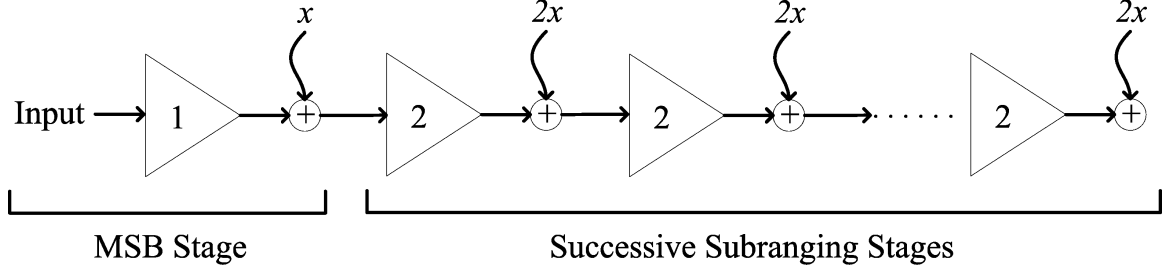 x 2x 2x 2x
Input 1 + 2 + 2 + ...... 2 +
MSB Stage Successive Subranging Stages